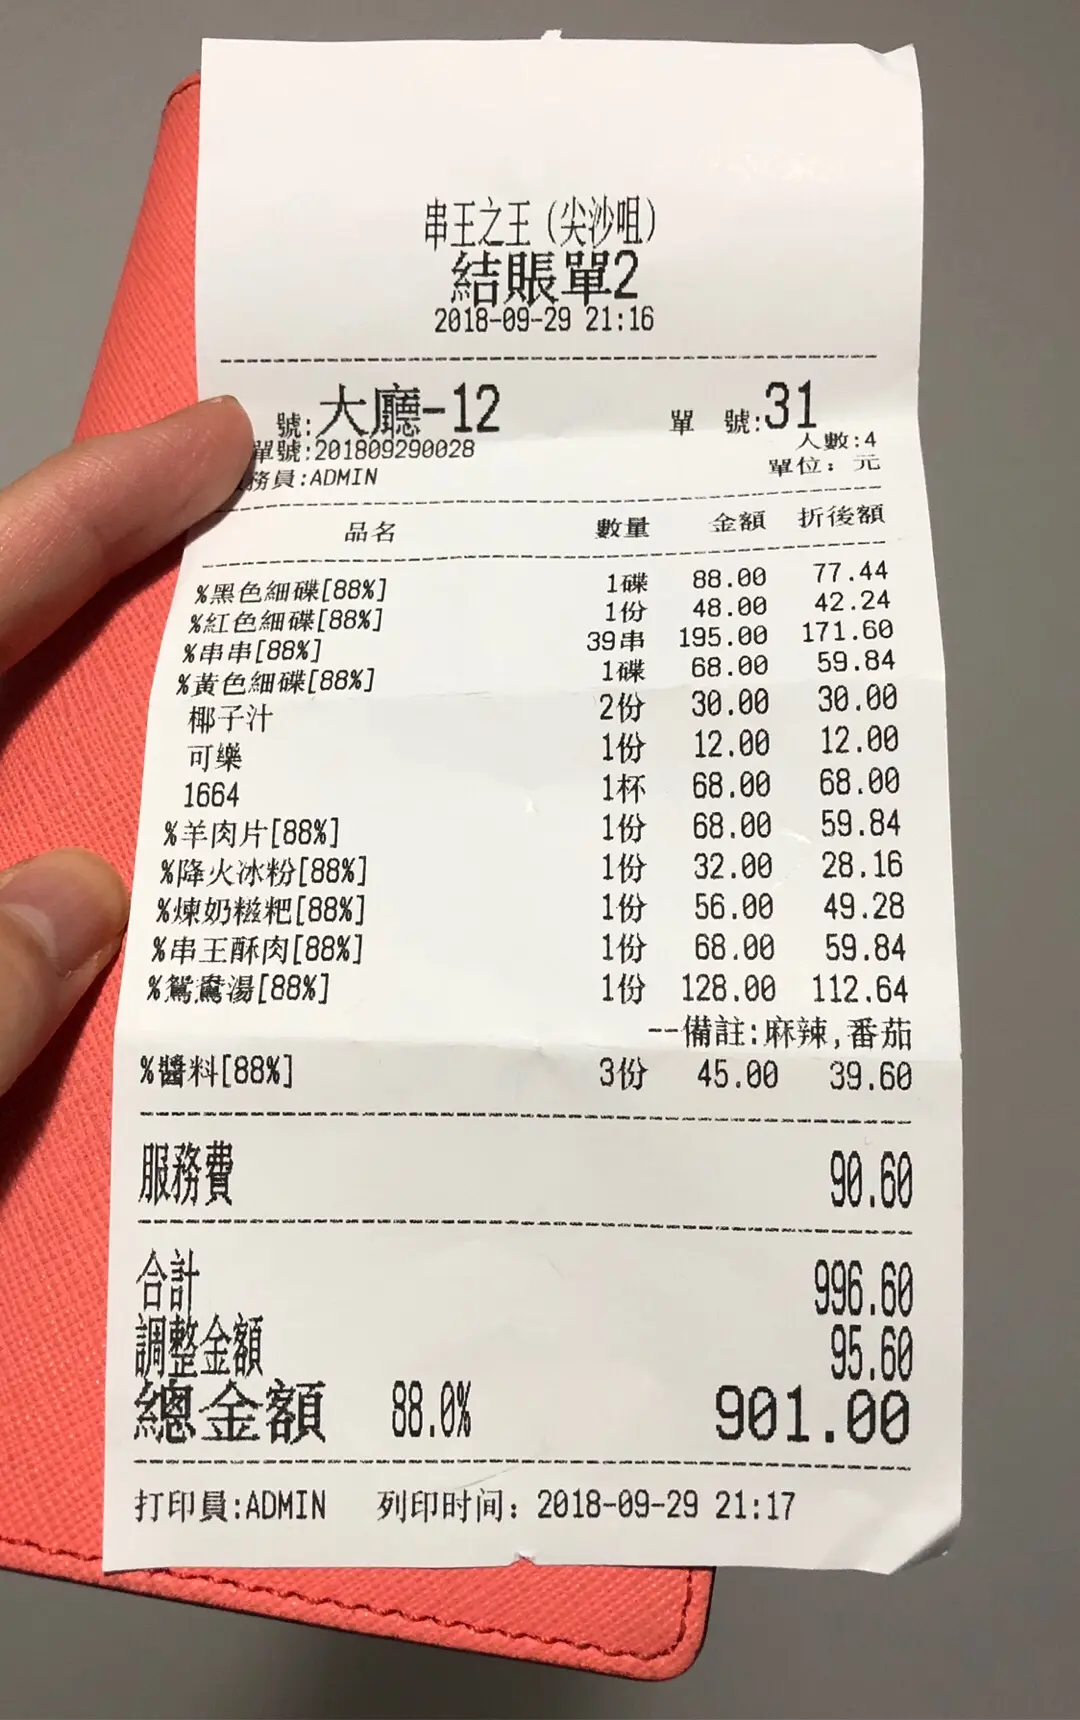 串王之王（尖沙咀）
結賬單2
2018-09-29 21:16
號:大廳-12 單 號:31
單號:201809290028 人數:4
務員:ADMIN 單位: 元
品名 數量 金額 折後額
%黑色細碟[88%] 1碟 88.00 77.44
%紅色細碟[88%] 1份 48.00 42.24
%串串[88%] 39串 195.00 171.60
%黃色細碟[88%] 1碟 68.00 59.84
椰子汁 2份 30.00 30.00
可樂 1份 12.00 12.00
1664 1杯 68.00 68.00
%羊肉片[88%] 1份 68.00 59.84
%降火冰粉[88%] 1份 32.00 28.16
%煉奶糍粑[88%] 1份 56.00 49.28
%串王酥肉[88%] 1份 68.00 59.84
%鴛鴦湯[88%] 1份 128.00 112.64
--備註:麻辣,番茄
%醬料[88%] 3份 45.00 39.60
服務費 90.60
合計 996.60
調整金額 95.60
總金額 88.0% 901.00
打印員:ADMIN 列印时间: 2018-09-29 21:17